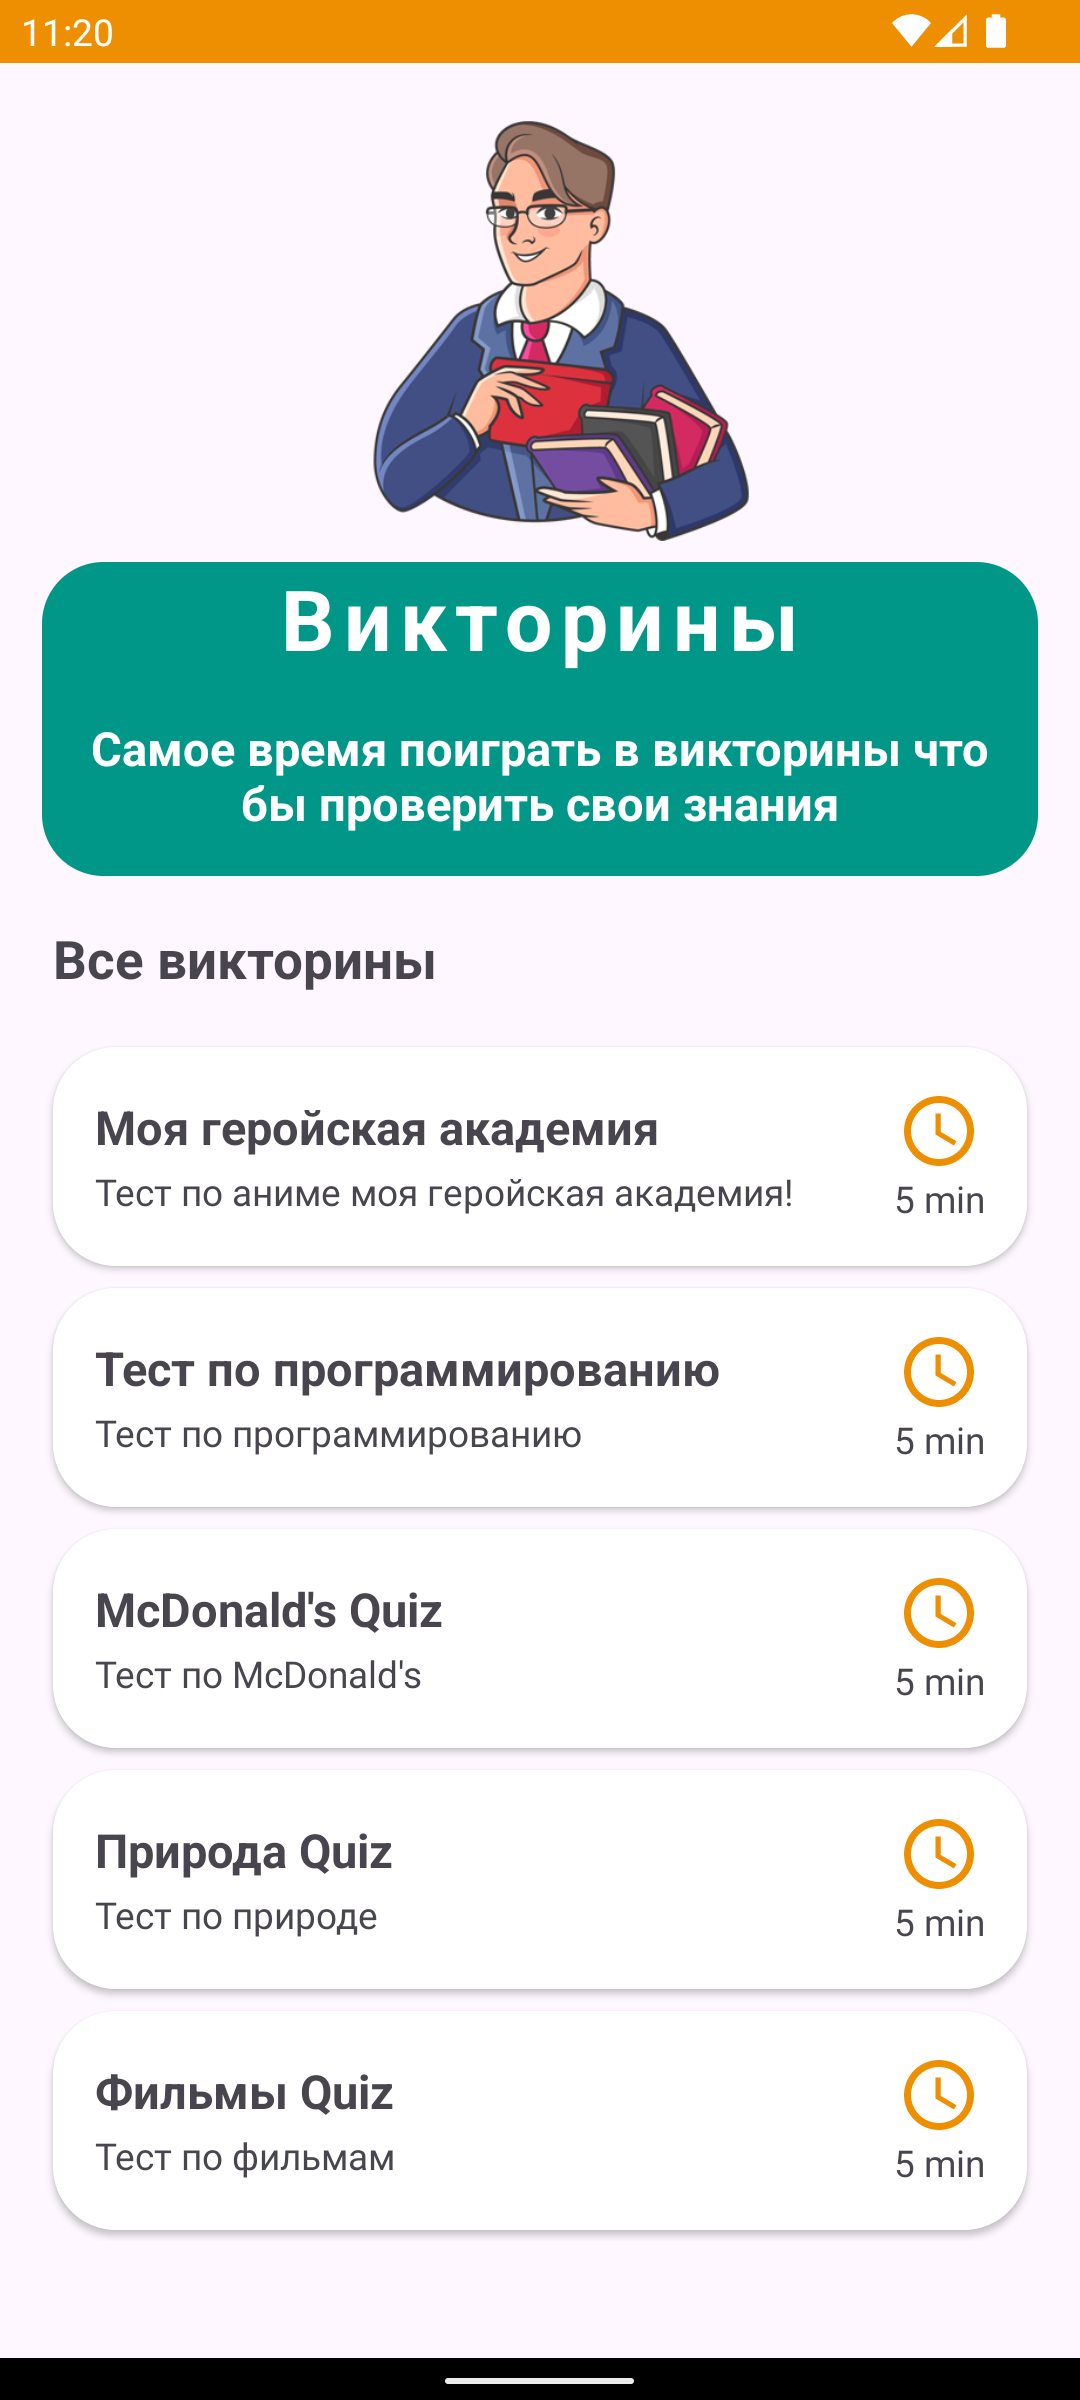 11:20
Викторины
Самое время поиграть в викторины что
бы проверить свои знания
Все викторины
Моя геройская академия
Тест по аниме моя геройская академия!
5 min
Тест по программированию
Тест по программированию
5 min
McDonald's Quiz
Тест по McDonald's
5 min
Природа Quiz
Тест по природе
5 min
Фильмы Quiz
Тест по фильмам
5 min